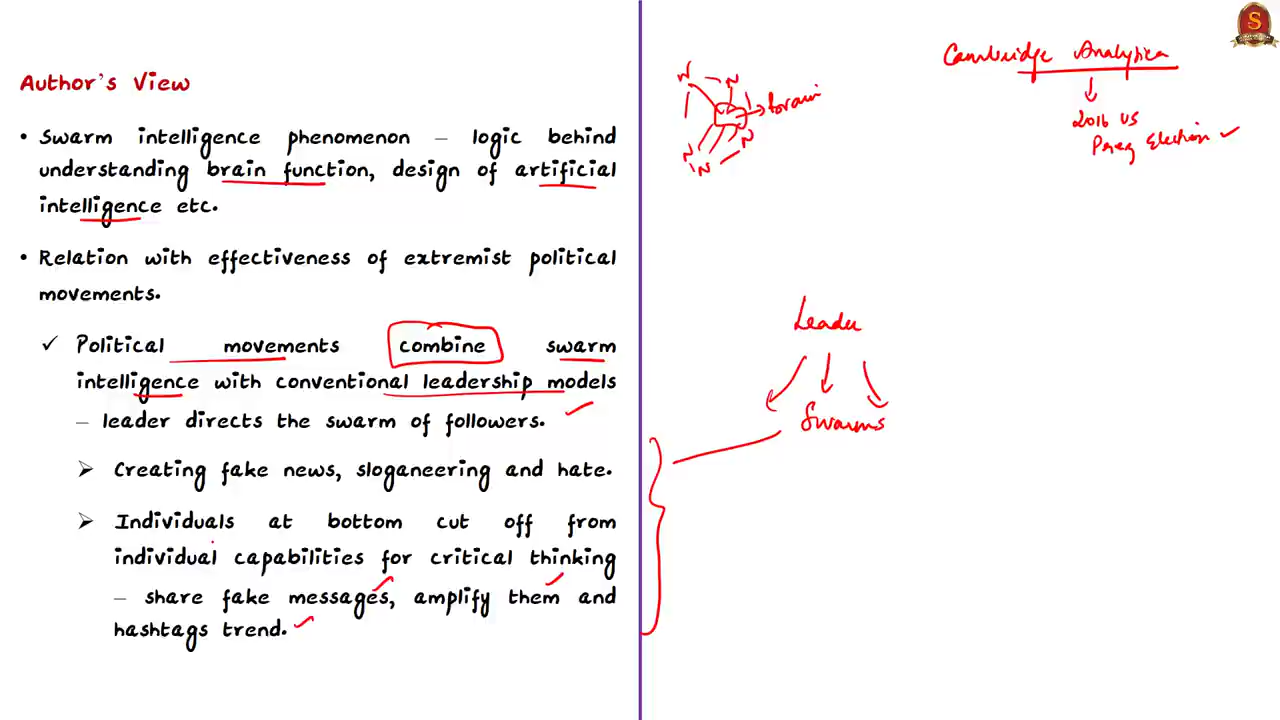 Author's View
• Swarm intelligence phenomenon – logic behind
understanding brain function, design of artificial
intelligence etc.
• Relation with effectiveness of extremist political
movements.
✓ Political movements combine swarm
intelligence with conventional leadership models
– leader directs the swarm of followers.
➢ Creating fake news, sloganeering and hate.
➢ Individuals at bottom cut off from
individual capabilities for critical thinking
– share fake messages, amplify them and
hashtags trend.
N N
brain
N N N
Cambridge Analytica
2016 US
Election
Leader
Swarms
S